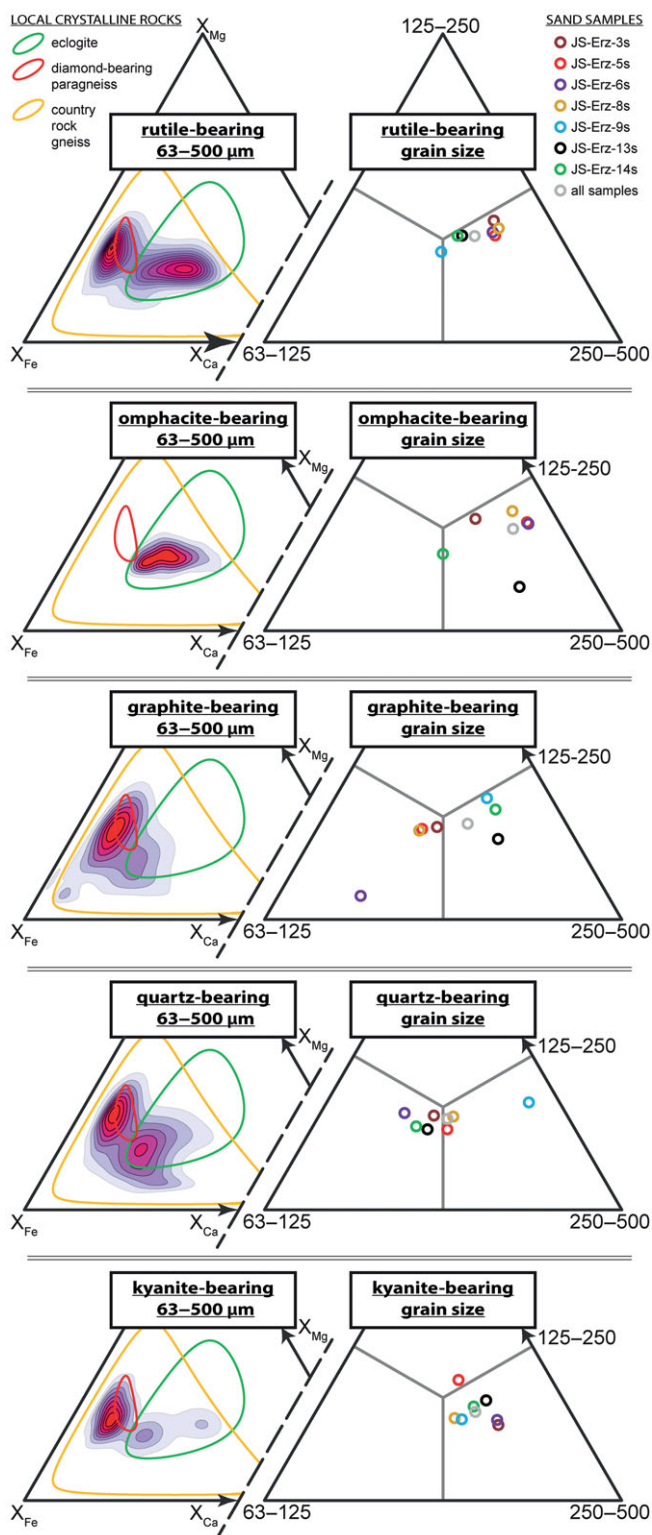 LOCAL CRYSTALLINE ROCKS
eclogite
diamond-bearing
paragneiss
country
rock
gneiss
X_Mg
125–250
SAND SAMPLES
JS-Erz-3s
JS-Erz-5s
JS-Erz-6s
JS-Erz-8s
JS-Erz-9s
JS-Erz-13s
JS-Erz-14s
all samples
rutile-bearing
63–500 µm
rutile-bearing
grain size
X_Fe
X_Ca
63–125
250–500
omphacite-bearing
63–500 µm
X_Mg
omphacite-bearing
grain size
125-250
X_Fe
X_Ca
63–125
250–500
graphite-bearing
63–500 µm
X_Mg
graphite-bearing
grain size
125-250
X_Fe
X_Ca
63–125
250–500
quartz-bearing
63–500 µm
X_Mg
quartz-bearing
grain size
125–250
X_Fe
X_Ca
63–125
250–500
kyanite-bearing
63–500 µm
X_Mg
kyanite-bearing
grain size
125–250
X_Fe
X_Ca
63–125
250–500